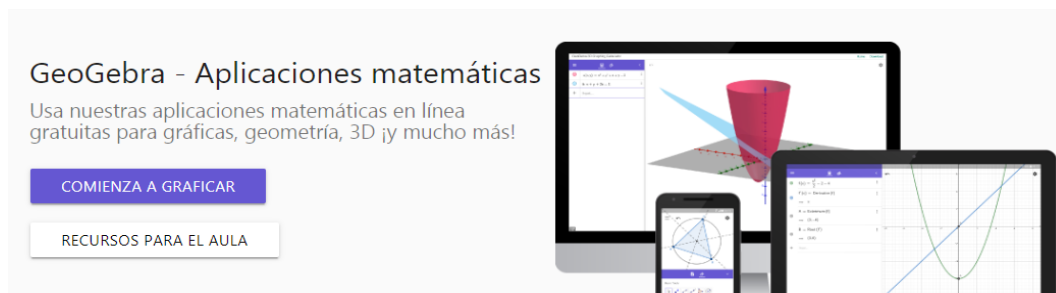 GeoGebra - Aplicaciones matemáticas
Usa nuestras aplicaciones matemáticas en línea
gratuitas para gráficas, geometría, 3D ¡y mucho más!
COMIENZA A GRAFICAR
RECURSOS PARA EL AULA